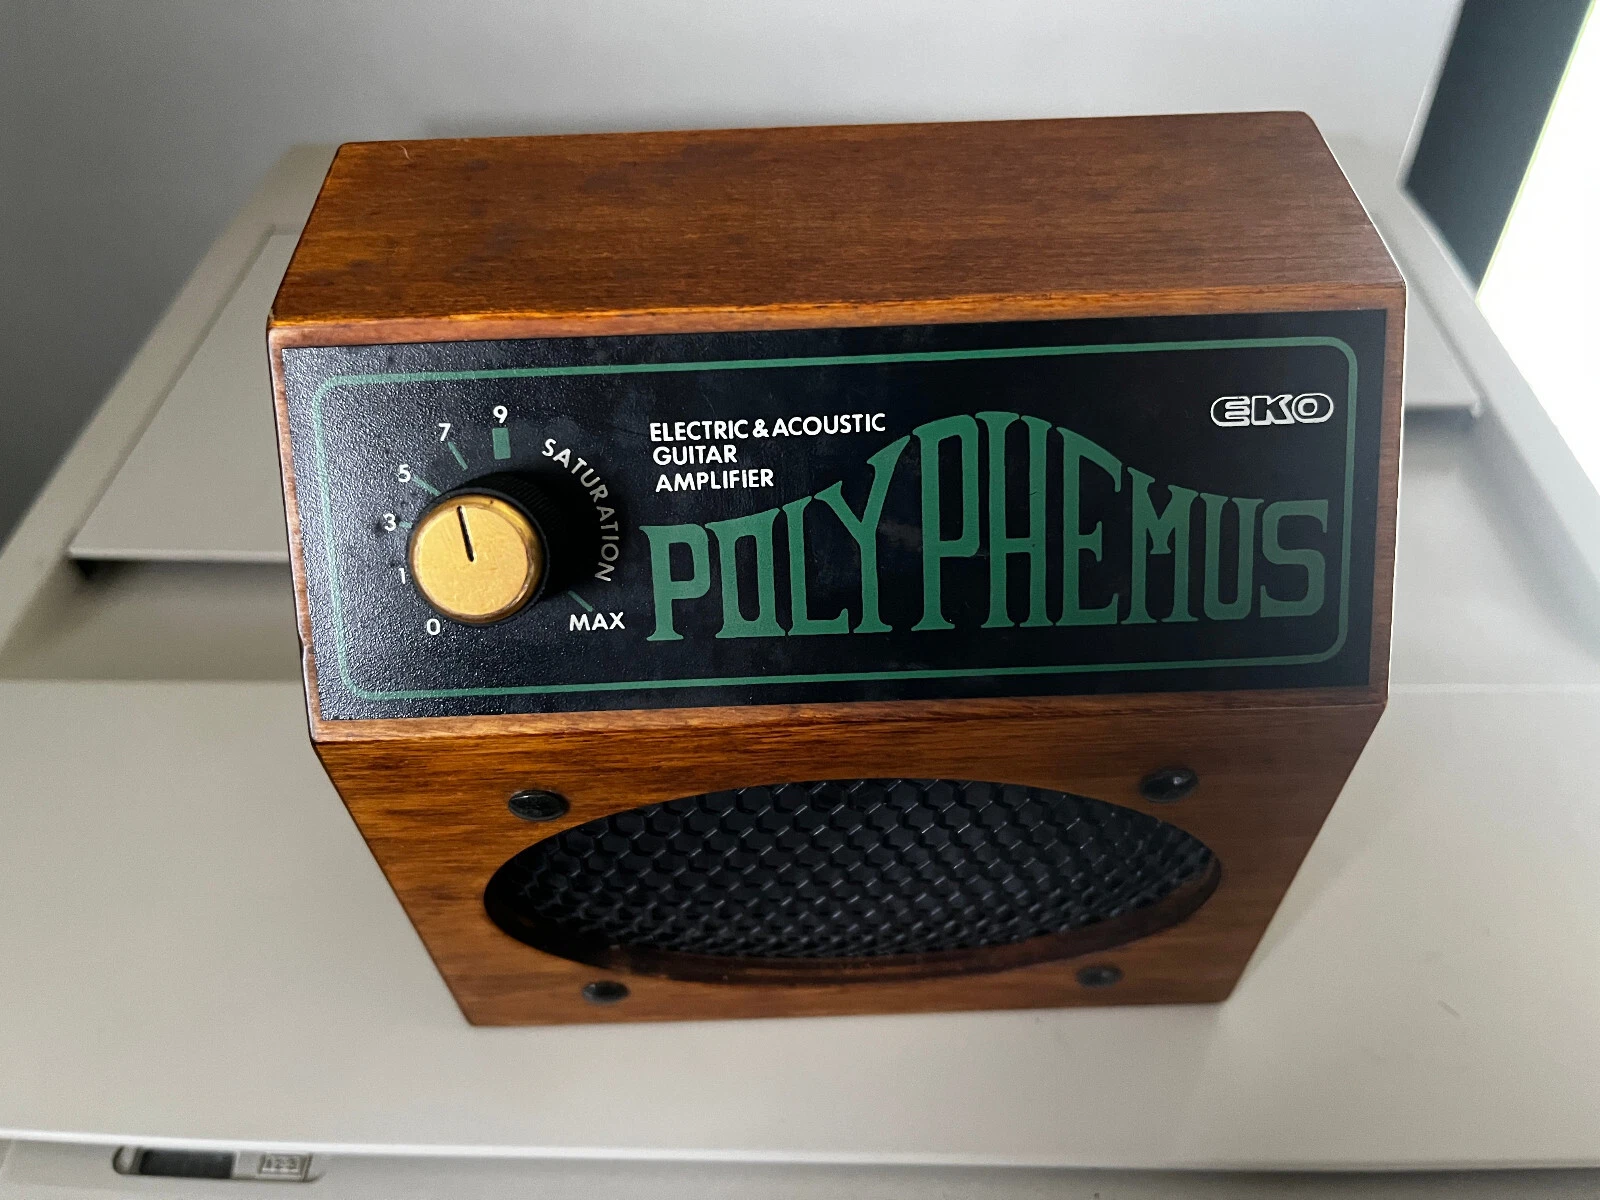 EKO
ELECTRIC & ACOUSTIC
GUITAR
AMPLIFIER
POLYPHEMUS
9
7
5
3
1
0
SATURATION
MAX